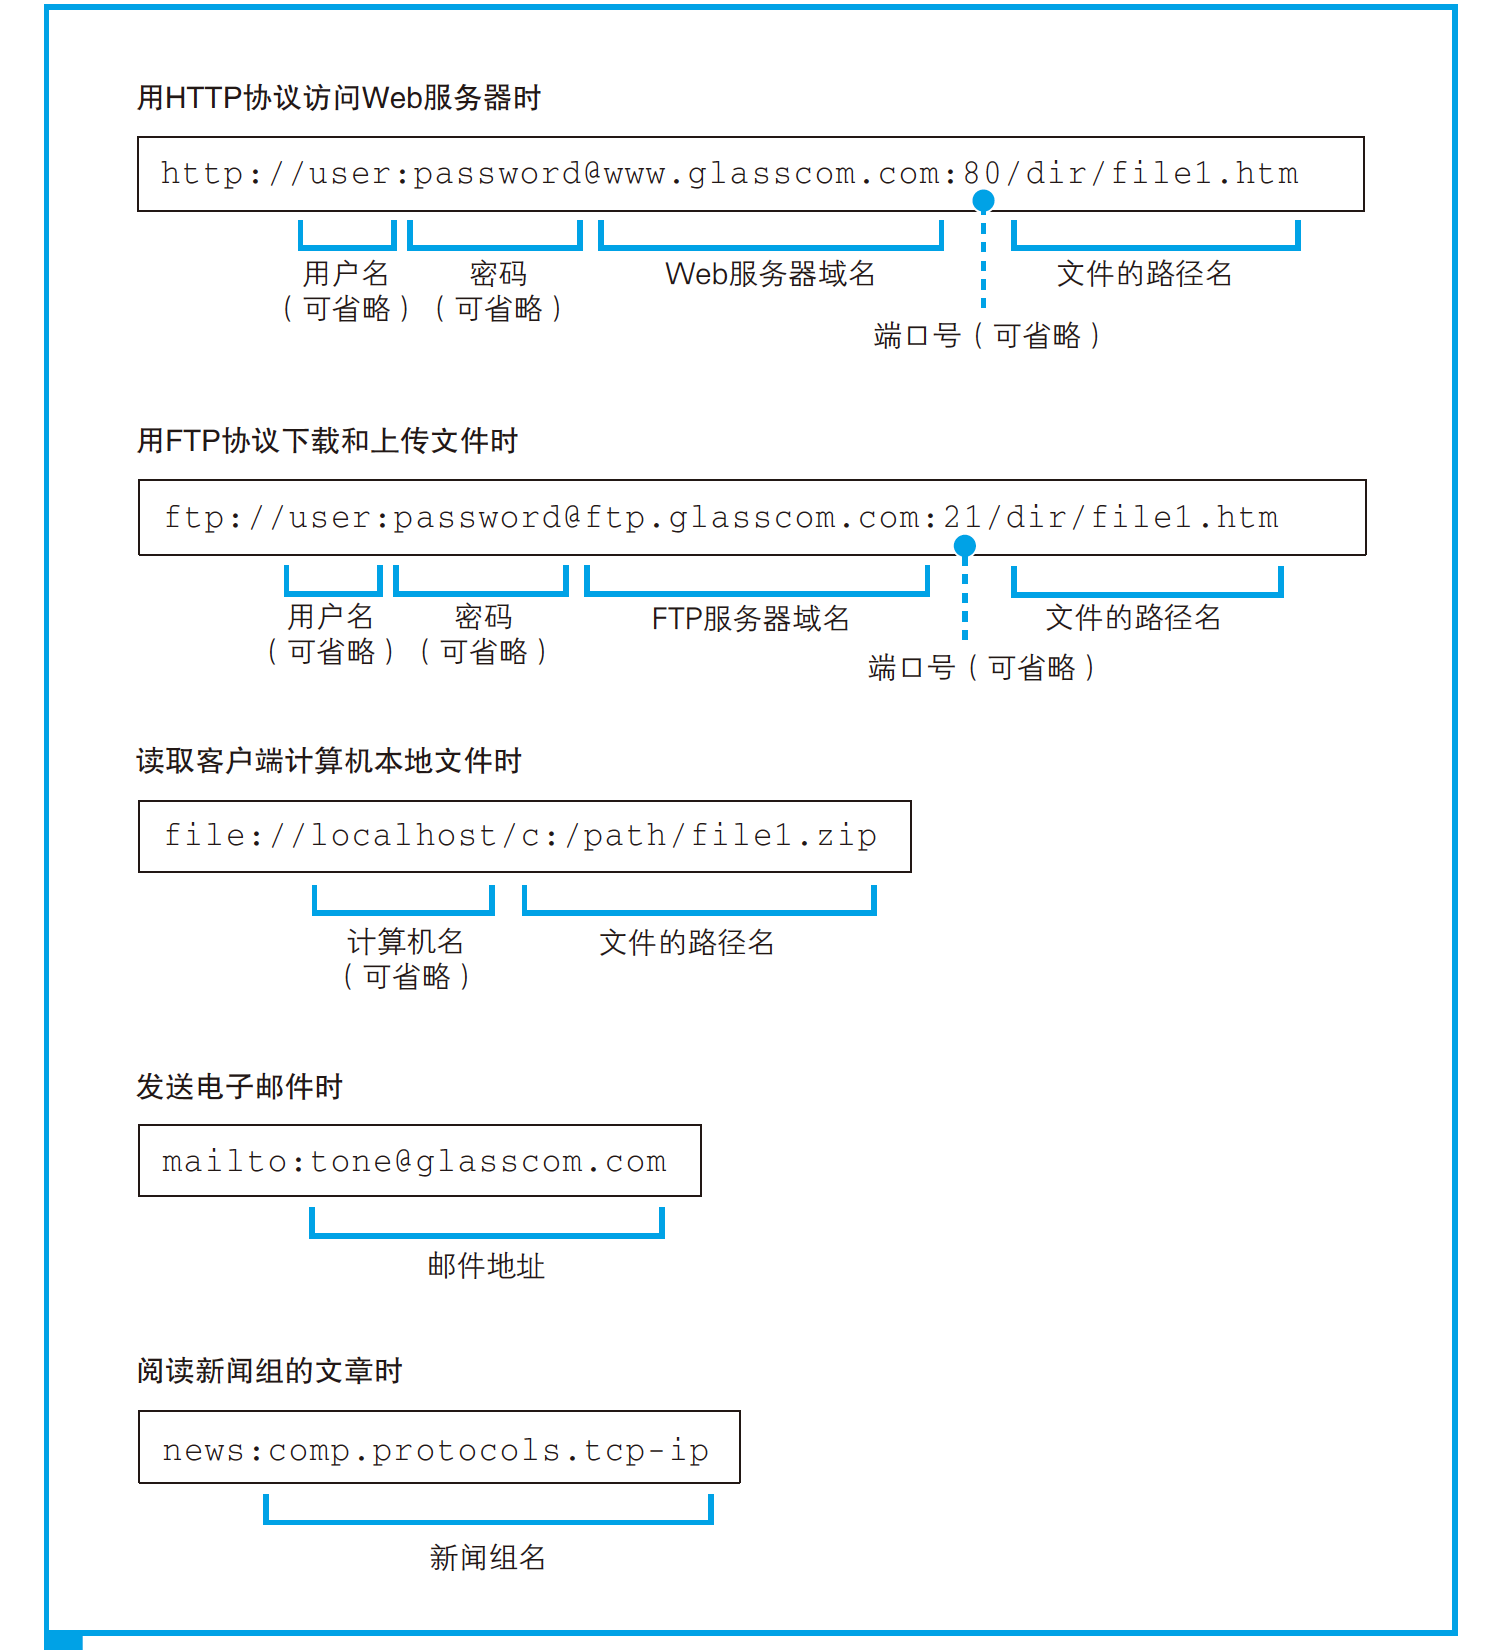 用HTTP协议访问Web服务器时
http://user:password@www.glasscom.com:80/dir/file1.htm
用户名 密码 Web服务器域名 文件的路径名
（可省略）（可省略）
端口号（可省略）
用FTP协议下载和上传文件时
ftp://user:password@ftp.glasscom.com:21/dir/file1.htm
用户名 密码 FTP服务器域名 文件的路径名
（可省略）（可省略）
端口号（可省略）
读取客户端计算机本地文件时
file://localhost/c:/path/file1.zip
计算机名 文件的路径名
（可省略）
发送电子邮件时
mailto:tone@glasscom.com
邮件地址
阅读新闻组的文章时
news:comp.protocols.tcp-ip
新闻组名